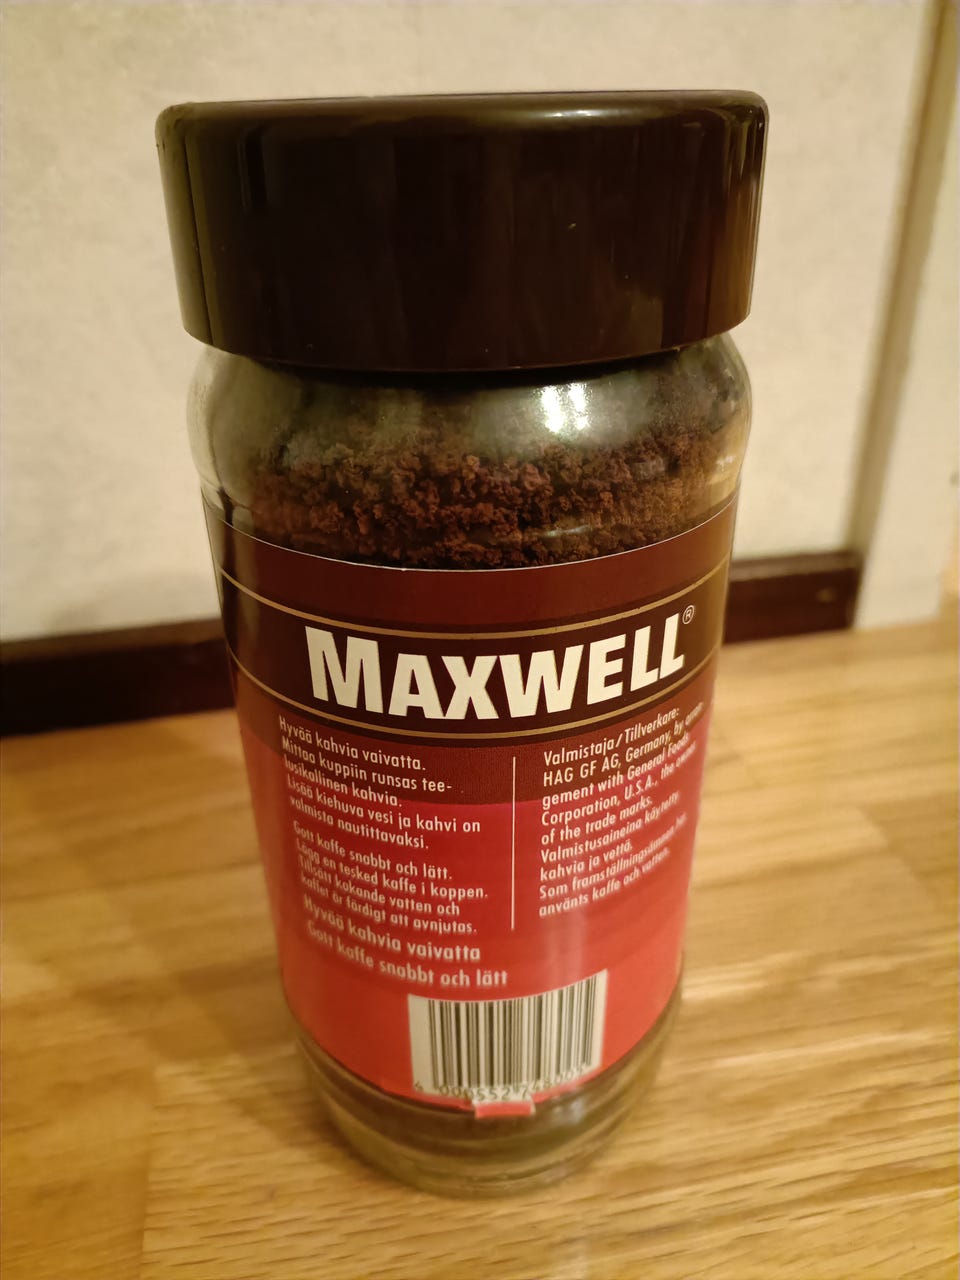 MAXWELL®
Hyvää kahvia vaivatta.
Mittaa kuppiin runsas tee-
lusikallinen kahvia.
Lisää kiehuva vesi ja kahvi on
valmista nautittavaksi.
Gott kaffe snabbt och lätt.
Lägg en tesked kaffe i koppen.
Tillsätt kokande vatten och
kaffet är färdigt att avnjutas.
Hyvää kahvia vaivatta
Gott kaffe snabbt och lätt
Valmistaja/Tillverkare:
HAG GF AG, Germany, by arran-
gement with General Foods
Corporation, U.S.A., the owner
of the trade marks.
Valmistusaineina käytetty
kahvia ja vettä.
Som framställningsämnen har
använts kaffe och vatten.
4 000552